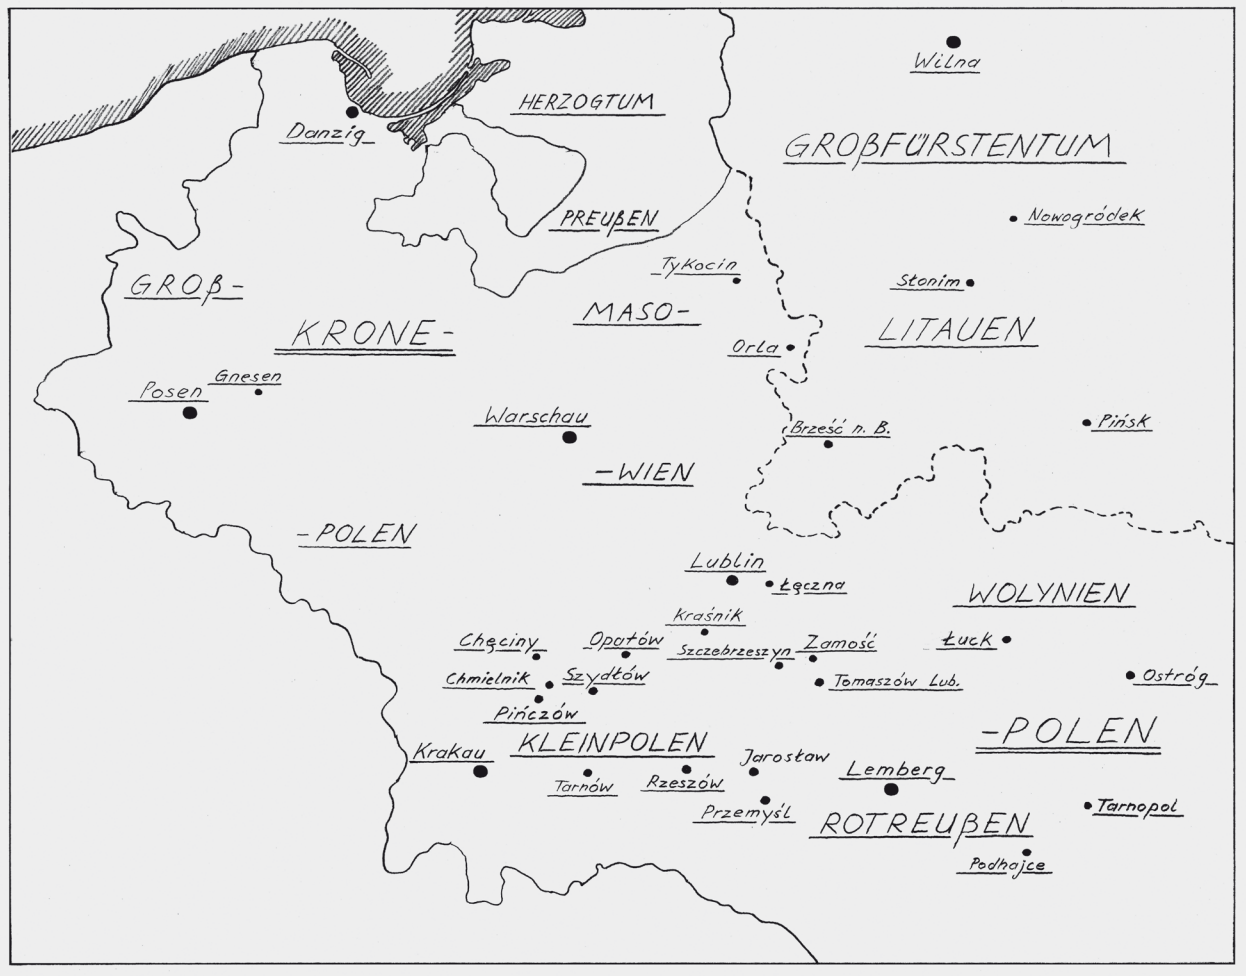 Wilna
HERZOGTUM
Danzig
GROßFÜRSTENTUM
PREUßEN
Nowogródek
Tykocin
GROß-
Słonim
MASO-
KRONE-
LITAUEN
Orla
Gnesen
Posen
Warschau
Brześć n. B.
Pińsk
-WIEN
-POLEN
Lublin
Łęczna
WOLYNIEN
Kraśnik
Chęciny
Opatów
Szczebrzeszyn
Zamość
Łuck
Chmielnik
Szydłów
Tomaszów Lub.
Ostróg
Pińczów
-POLEN
Krakau
KLEINPOLEN
Jarosław
Lemberg
Tarnów
Rzeszów
Przemyśl
Tarnopol
ROTREUßEN
Podhajce